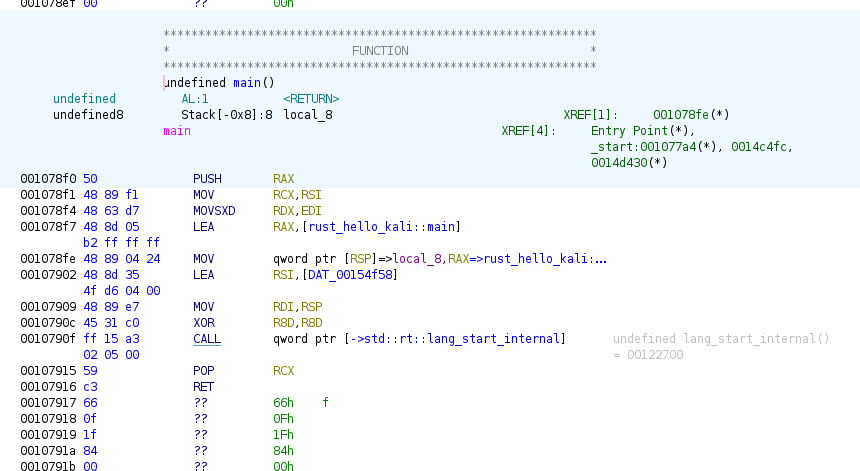 001078ef 00 ?? 00h
*************************************************************
* FUNCTION *
*************************************************************
undefined main()
undefined AL:1 <RETURN>
undefined8 Stack[-0x8]:8 local_8 XREF[1]: 001078fe(*)
main XREF[4]: Entry Point(*),
_start:001077a4(*), 0014c4fc,
0014d430(*)
001078f0 50 PUSH RAX
001078f1 48 89 f1 MOV RCX,RSI
001078f4 48 63 d7 MOVSXD RDX,EDI
001078f7 48 8d 05 LEA RAX,[rust_hello_kali::main]
b2 ff ff ff
001078fe 48 89 04 24 MOV qword ptr [RSP]=>local_8,RAX=>rust_hello_kali:...
00107902 48 8d 35 LEA RSI,[DAT_00154f58]
4f d6 04 00
00107909 48 89 e7 MOV RDI,RSP
0010790c 45 31 c0 XOR R8D,R8D
0010790f ff 15 a3 CALL qword ptr [->std::rt::lang_start_internal] undefined lang_start_internal()
02 05 00 = 00122700
00107915 59 POP RCX
00107916 c3 RET
00107917 66 ?? 66h f
00107918 0f ?? 0Fh
00107919 1f ?? 1Fh
0010791a 84 ?? 84h
0010791b 00 ?? 00h